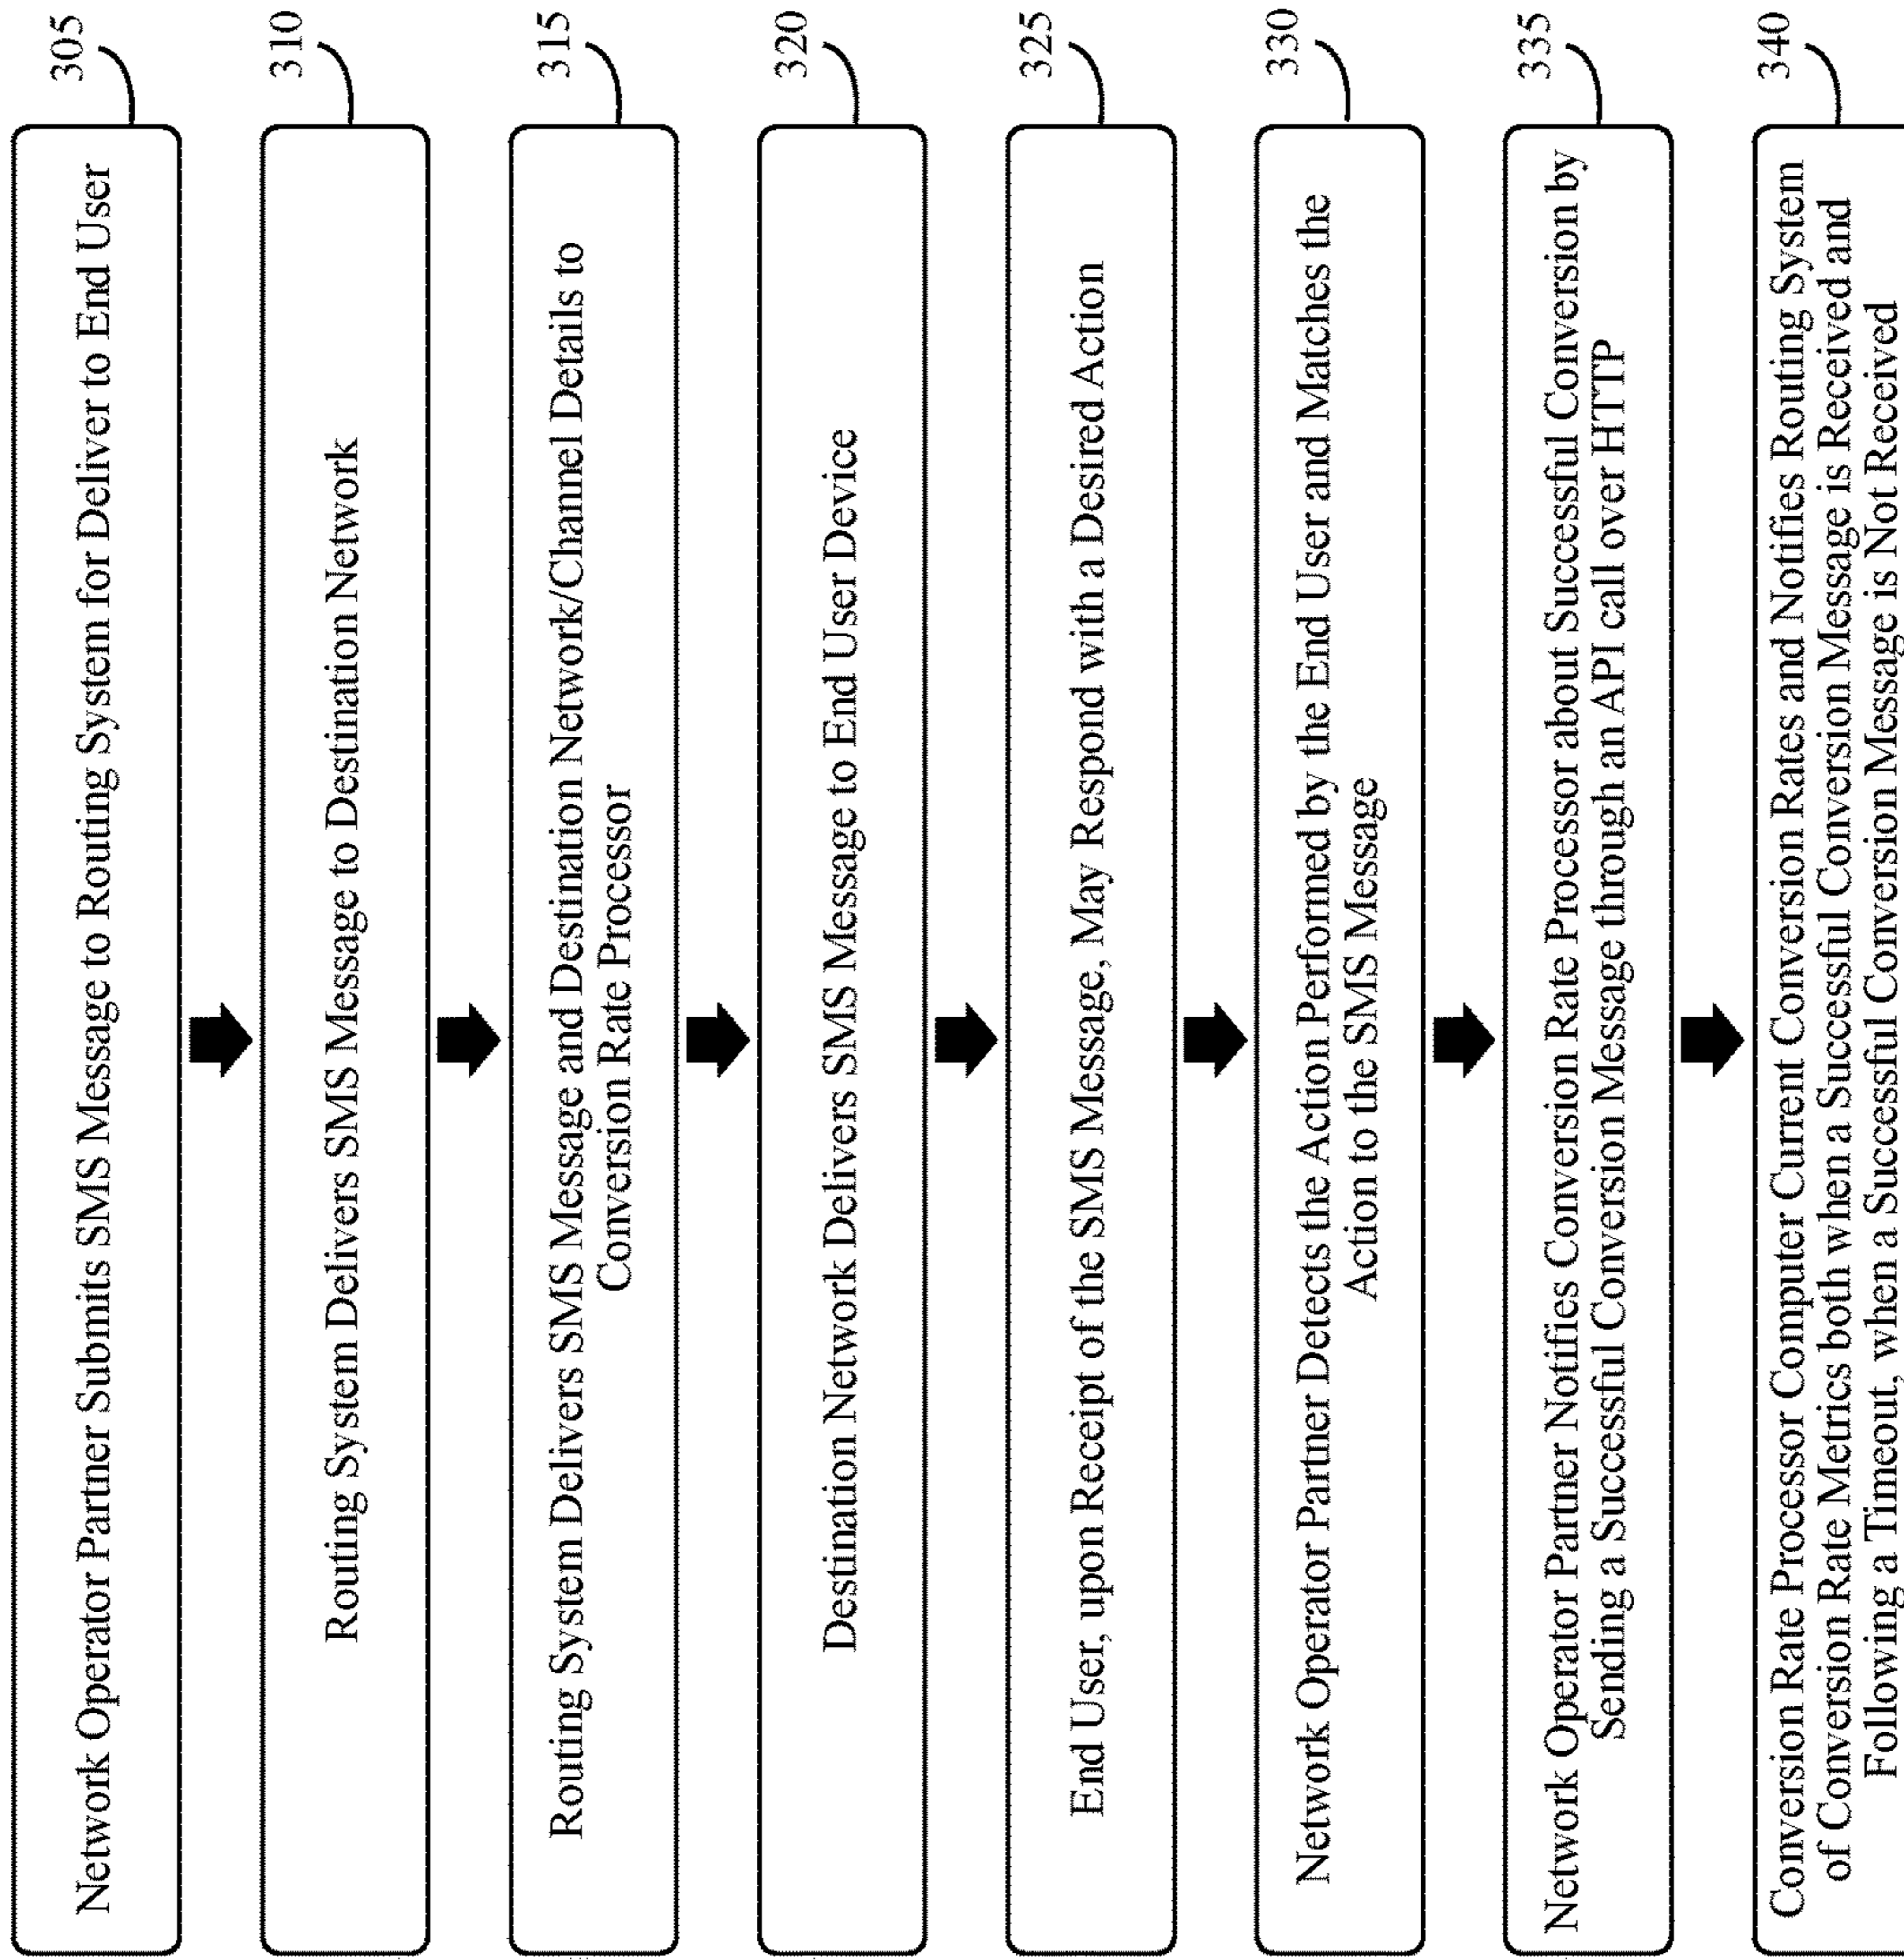 305
Network Operator Partner Submits SMS Message to Routing System for Deliver to End User
310
Routing System Delivers SMS Message to Destination Network
315
Routing System Delivers SMS Message and Destination Network/Channel Details to
Conversion Rate Processor
320
Destination Network Delivers SMS Message to End User Device
325
End User, upon Receipt of the SMS Message, May Respond with a Desired Action
330
Network Operator Partner Detects the Action Performed by the End User and Matches the
Action to the SMS Message
335
Network Operator Partner Notifies Conversion Rate Processor about Successful Conversion by
Sending a Successful Conversion Message through an API call over HTTP
340
Conversion Rate Processor Computer Current Conversion Rates and Notifies Routing System
of Conversion Rate Metrics both when a Successful Conversion Message is Received and
Following a Timeout, when a Successful Conversion Message is Not Received